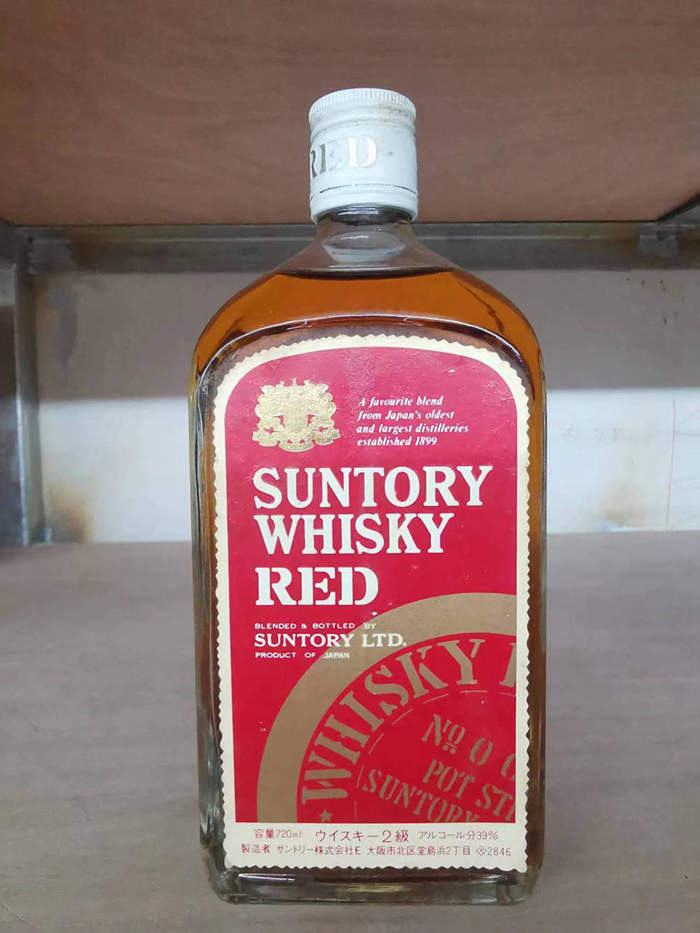 RED
A favourite blend
from Japan's oldest
and largest distilleries
established 1899
SUNTORY
WHISKY
RED
BLENDED & BOTTLED BY
SUNTORY LTD.
PRODUCT OF JAPAN
WHISKY
No 0
POT
SUNTORY
容量720ml ウイスキー2級 アルコール分39%
製造者 サントリー株式会社E 大阪市北区堂島浜2丁目 2846